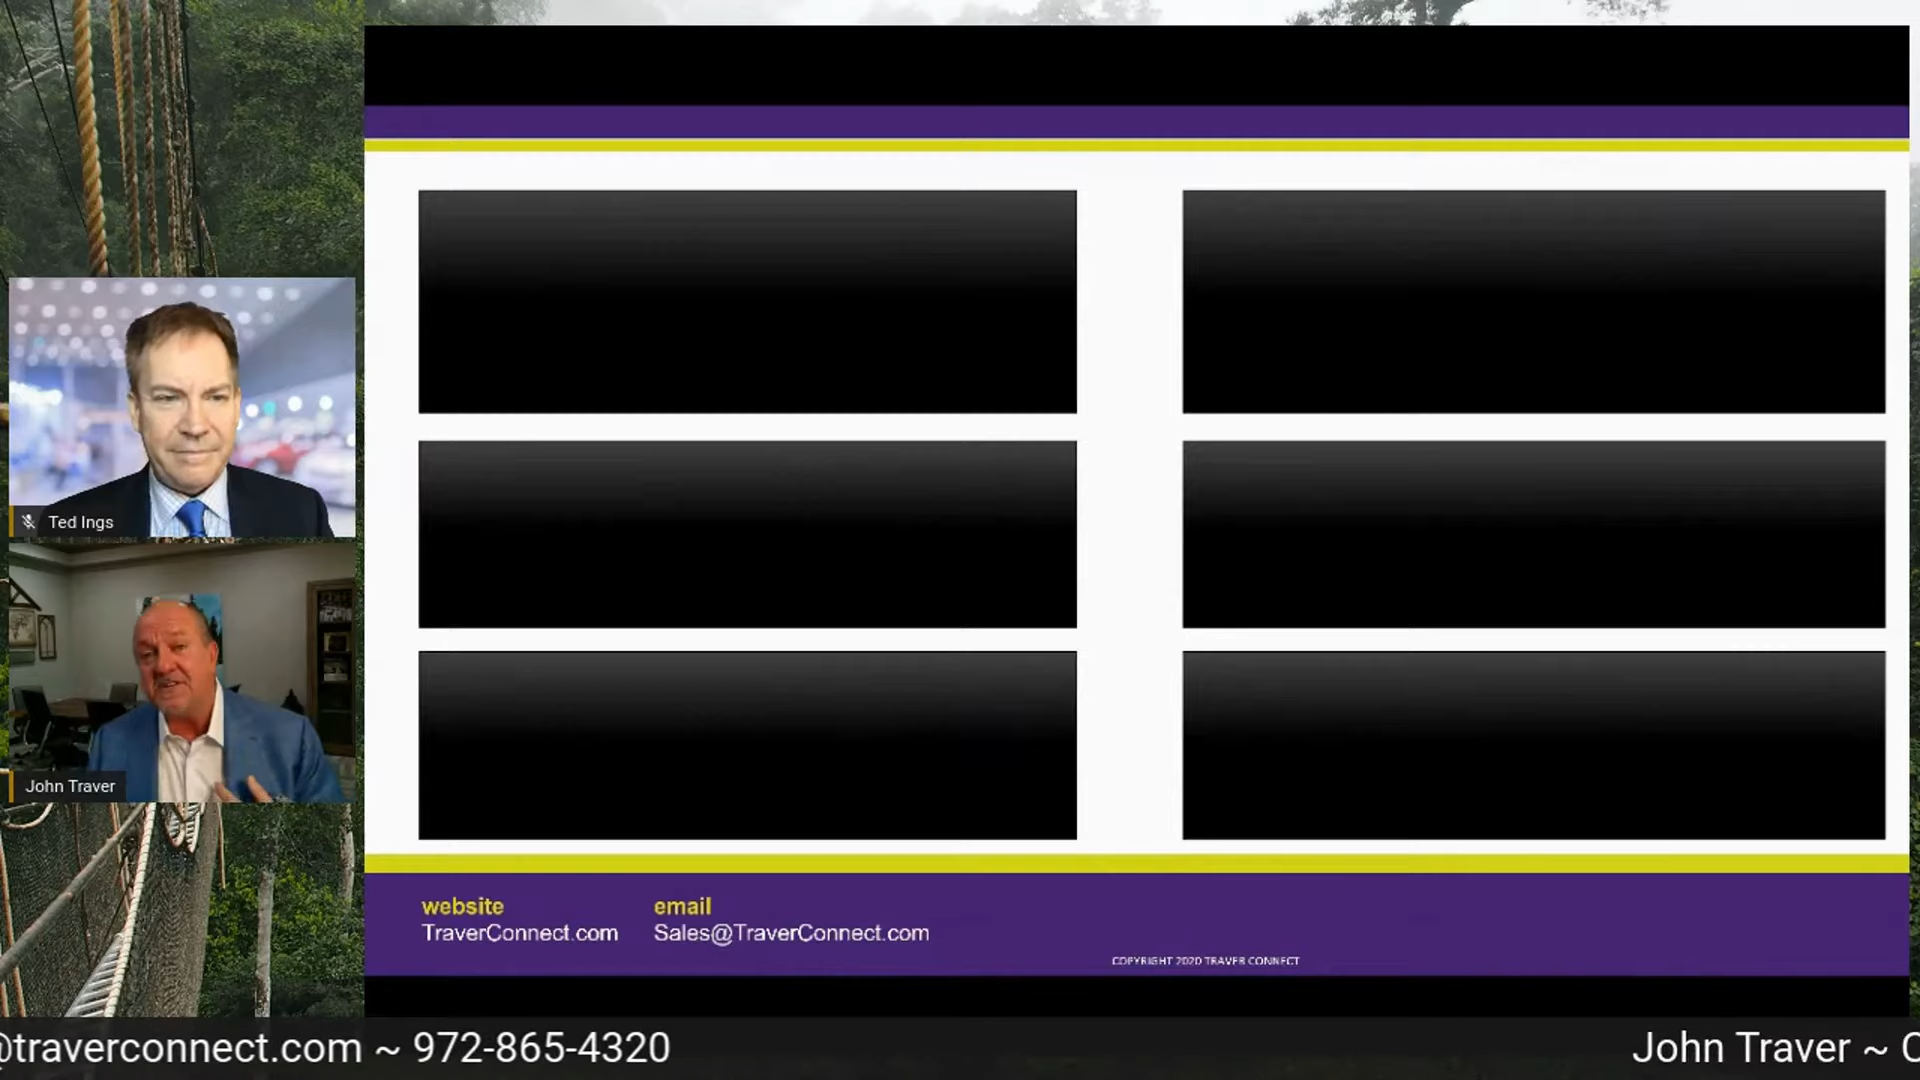 Ted Ings
John Traver
website
TraverConnect.com
email
Sales@TraverConnect.com
COPYRIGHT 2020 TRAVER CONNECT
@traverconnect.com ~ 972-865-4320
John Traver ~